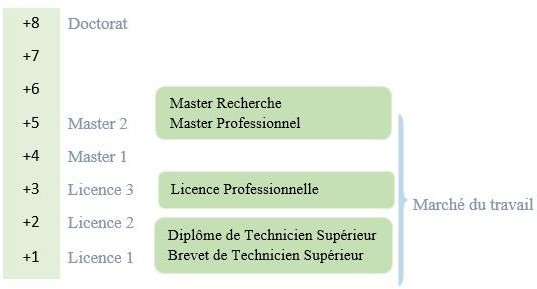 +8 Doctorat
+7
+6
Master Recherche
+5 Master 2 Master Professionnel
+4 Master 1
+3 Licence 3 Licence Professionnelle
Marché du travail
+2 Licence 2
Diplôme de Technicien Supérieur
+1 Licence 1 Brevet de Technicien Supérieur